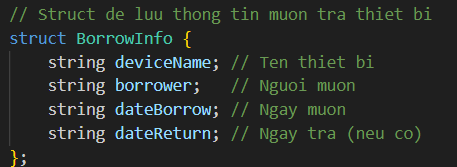 // Struct de luu thong tin muon tra thiet bi
struct BorrowInfo {
    string deviceName; // Ten thiet bi
    string borrower;   // Nguoi muon
    string dateBorrow; // Ngay muon
    string dateReturn; // Ngay tra (neu co)
};